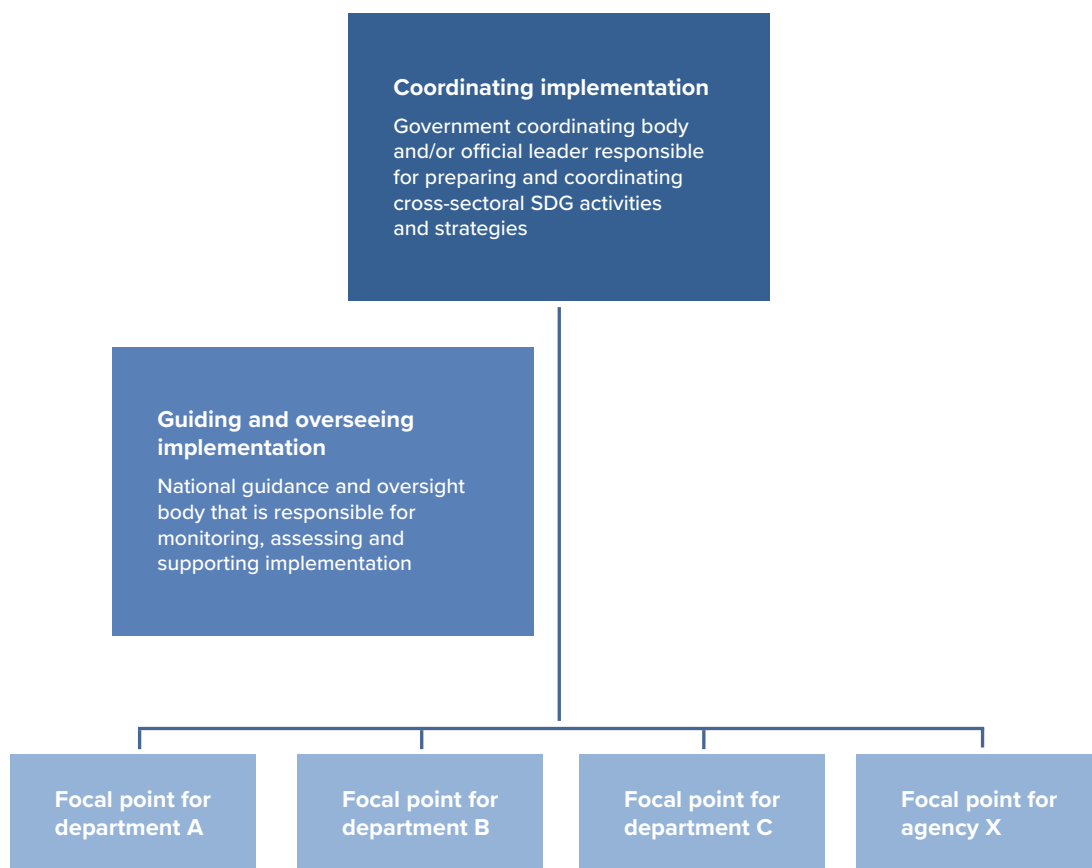 Coordinating implementation
Government coordinating body
and/or official leader responsible
for preparing and coordinating
cross-sectoral SDG activities
and strategies
Guiding and overseeing
implementation
National guidance and oversight
body that is responsible for
monitoring, assessing and
supporting implementation
Focal point for
department A
Focal point for
department B
Focal point for
department C
Focal point for
agency X